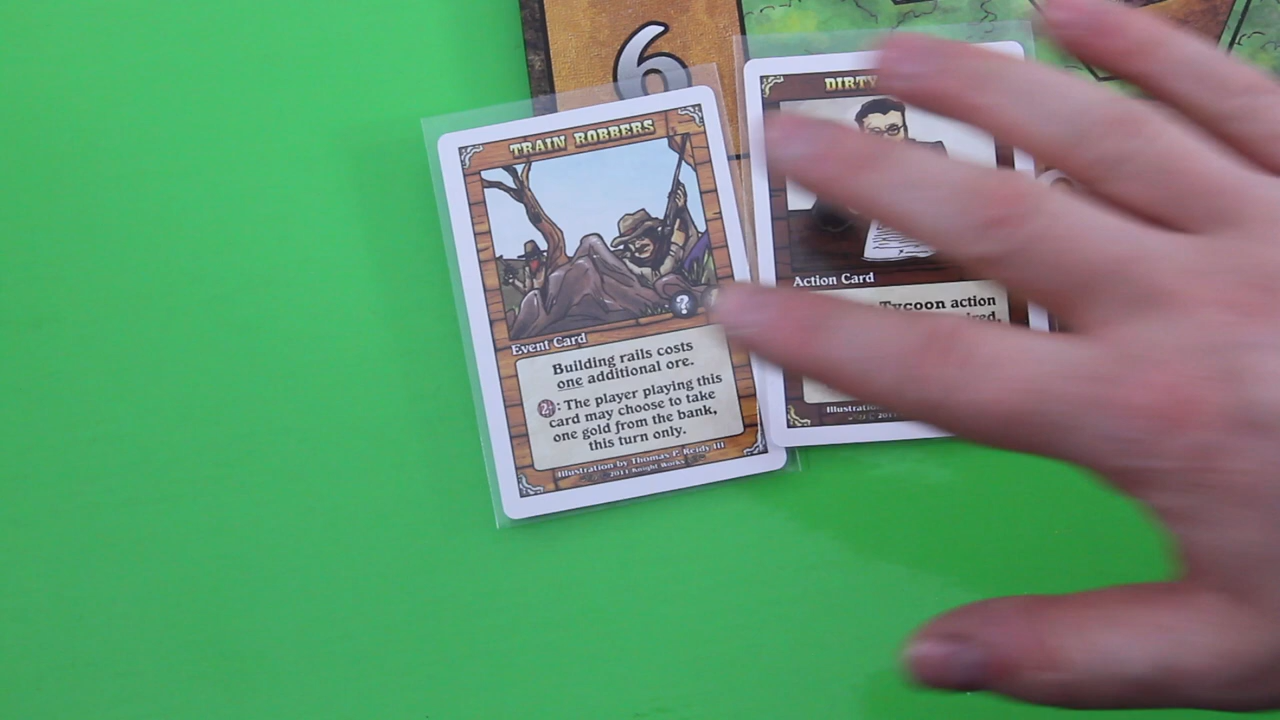 6
TRAIN ROBBERS
?
Event Card
Building rails costs
one additional ore.
2: The player playing this
card may choose to take
one gold from the bank,
this turn only.
Illustration by Thomas P. Reidy III
2011 Knight Works
DIRTY
Action Card
Tycoon action